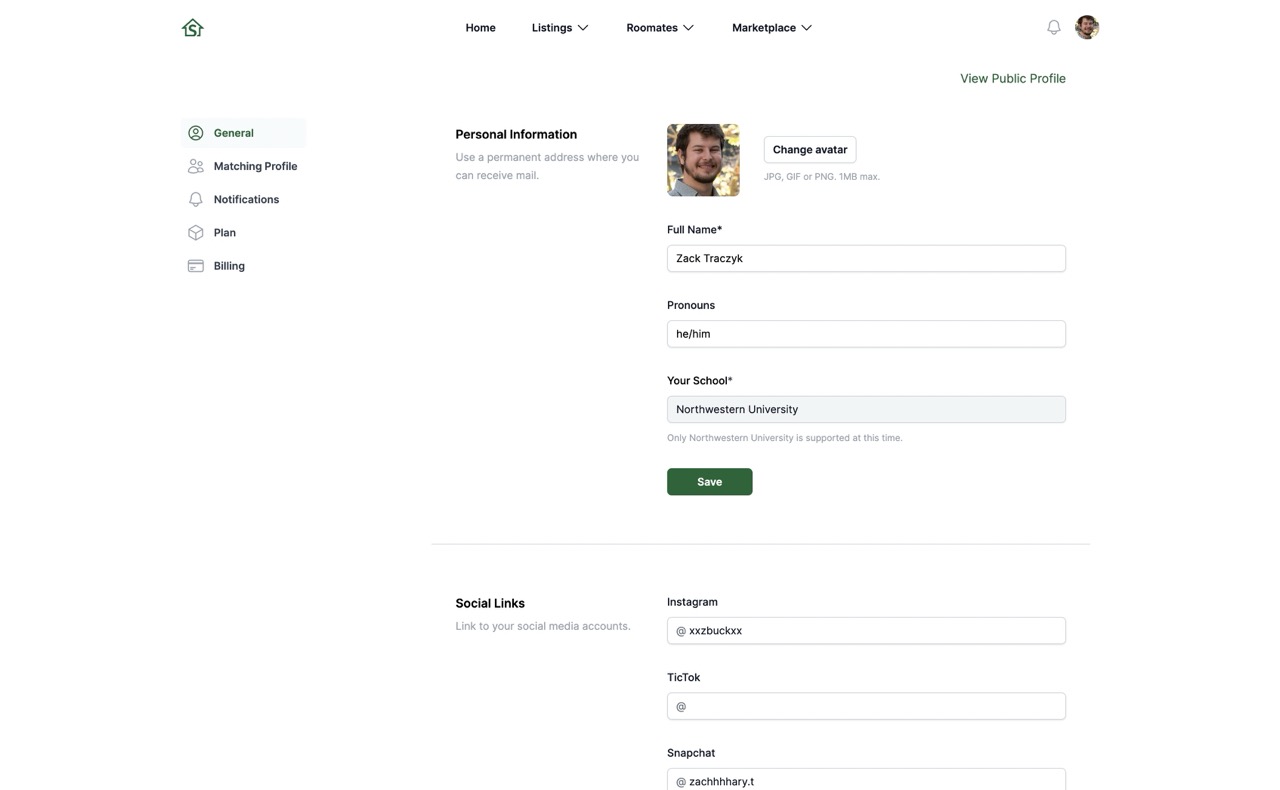 S
Home
Listings
Roomates
Marketplace
View Public Profile
General
Matching Profile
Notifications
Plan
Billing
Personal Information
Use a permanent address where you
can receive mail.
Change avatar
JPG, GIF or PNG. 1MB max.
Full Name*
Zack Traczyk
Pronouns
he/him
Your School*
Northwestern University
Only Northwestern University is supported at this time.
Save
Social Links
Link to your social media accounts.
Instagram
@ xxzbuckxx
TicTok
@
Snapchat
@ zachhhhary.t